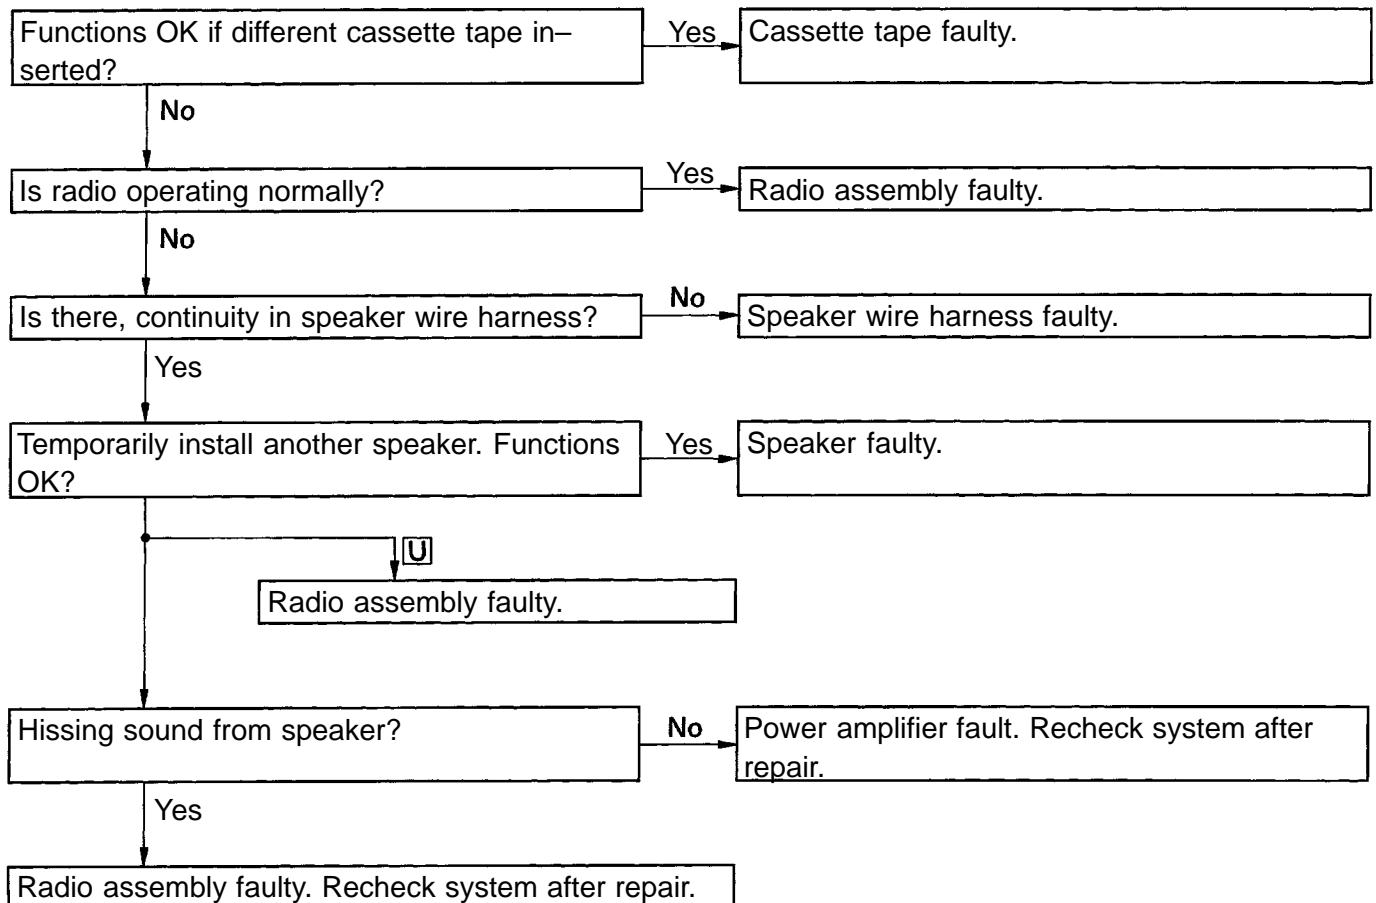 Functions OK if different cassette tape in–
serted?
Yes
Cassette tape faulty.
No
Is radio operating normally?
Yes
Radio assembly faulty.
No
Is there, continuity in speaker wire harness?
No
Speaker wire harness faulty.
Yes
Temporarily install another speaker. Functions
OK?
Yes
Speaker faulty.
U
Radio assembly faulty.
Hissing sound from speaker?
No
Power amplifier fault. Recheck system after
repair.
Yes
Radio assembly faulty. Recheck system after repair.